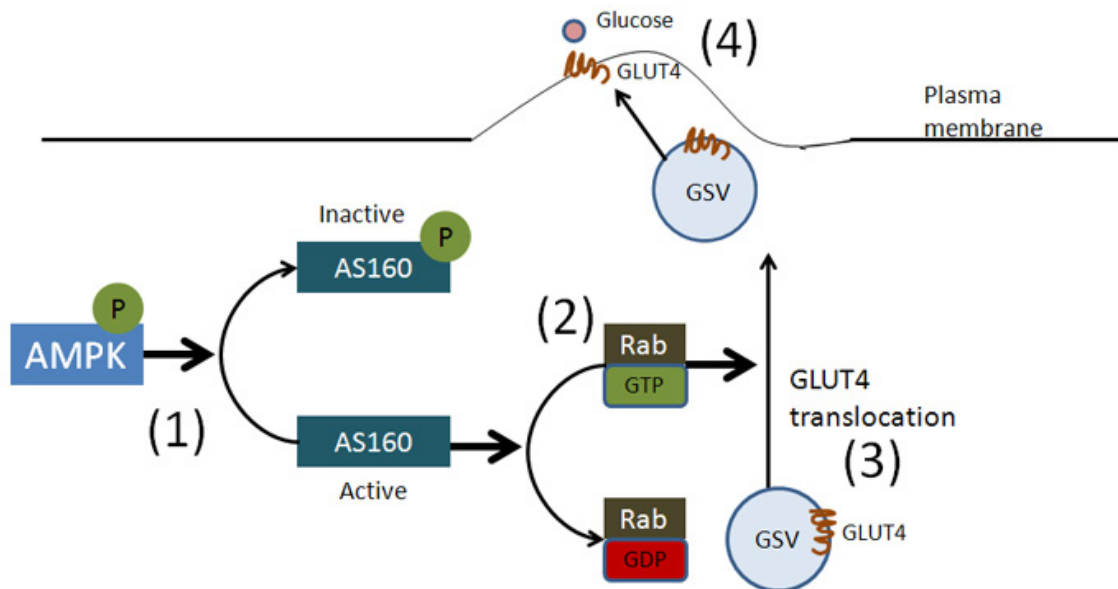 Glucose
(4)
GLUT4
Plasma
membrane
GSV
Inactive
P
AS160
P
AMPK
(1)
(2)
Rab
GTP
GLUT4
translocation
(3)
AS160
Active
Rab
GDP
GSV
GLUT4